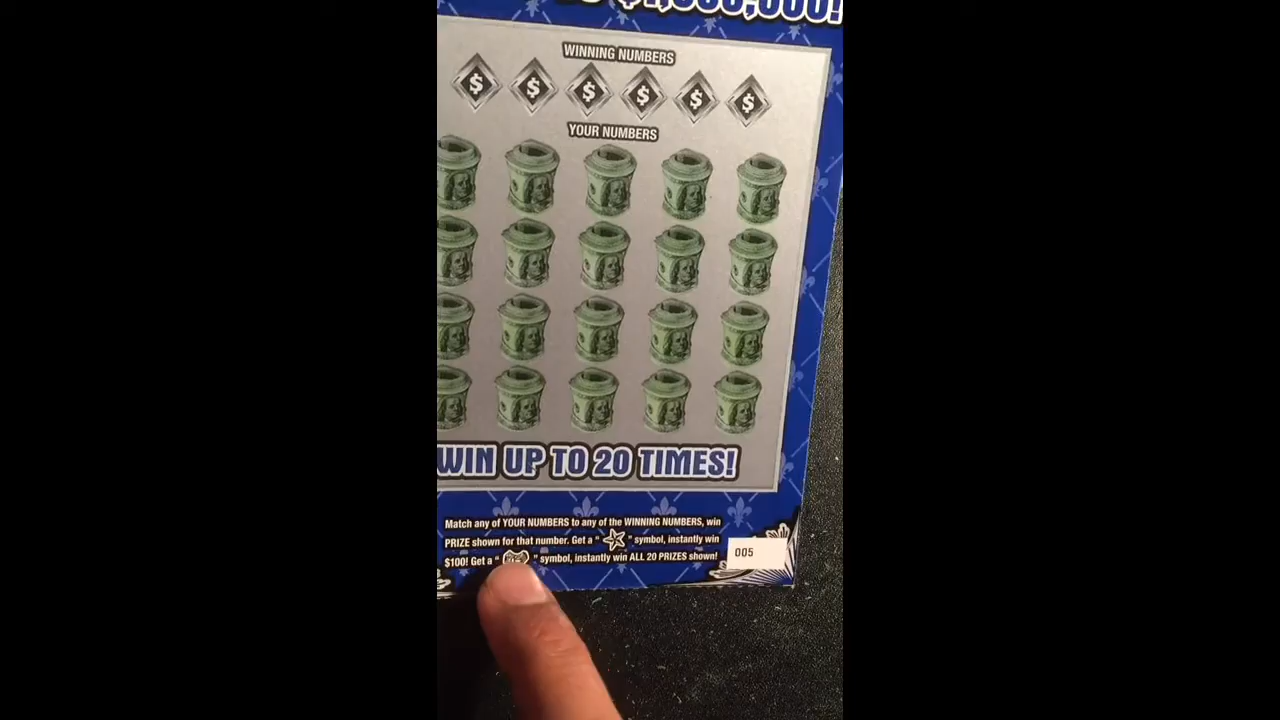 WINNING NUMBERS
$ $ $ $ $ $
YOUR NUMBERS
WIN UP TO 20 TIMES!
Match any of YOUR NUMBERS to any of the WINNING NUMBERS, win
PRIZE shown for that number. Get a " " symbol, instantly win
$100! Get a " " symbol, instantly win ALL 20 PRIZES shown!
005